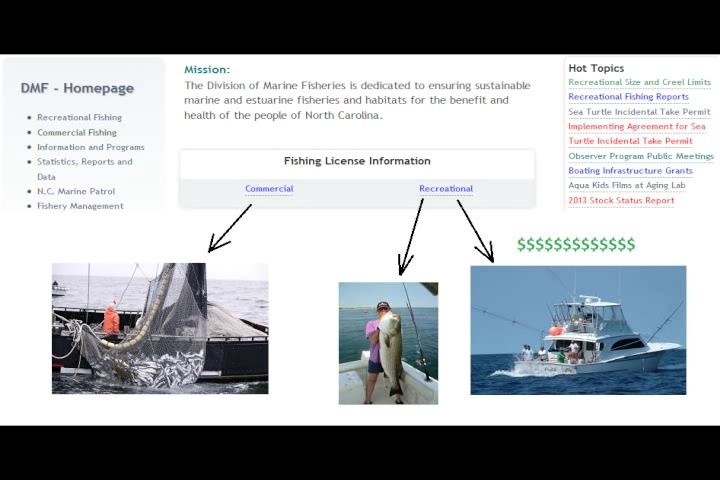 DMF - Homepage
Recreational Fishing
Commercial Fishing
Information and Programs
Statistics, Reports and
Data
N.C. Marine Patrol
Fishery Management
Mission:
The Division of Marine Fisheries is dedicated to ensuring sustainable
marine and estuarine fisheries and habitats for the benefit and
health of the people of North Carolina.
Fishing License Information
Commercial
Recreational
Hot Topics
Recreational Size and Creel Limits
Recreational Fishing Reports
Sea Turtle Incidental Take Permit
Implementing Agreement for Sea
Turtle Incidental Take Permit
Observer Program Public Meetings
Boating Infrastructure Grants
Aqua Kids Films at Aging Lab
2013 Stock Status Report
$$$$$$$$$$$$$